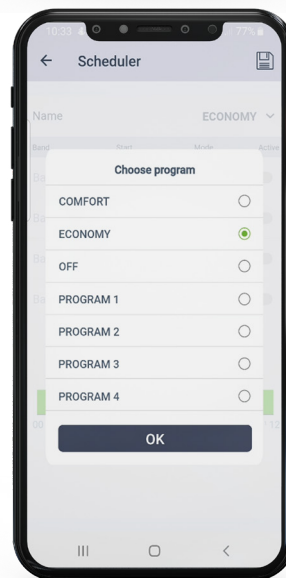 10:33
77%
Scheduler
Name ECONOMY
Band Start Mode Active
Choose program
COMFORT
ECONOMY
OFF
PROGRAM 1
PROGRAM 2
PROGRAM 3
PROGRAM 4
OK
00
12